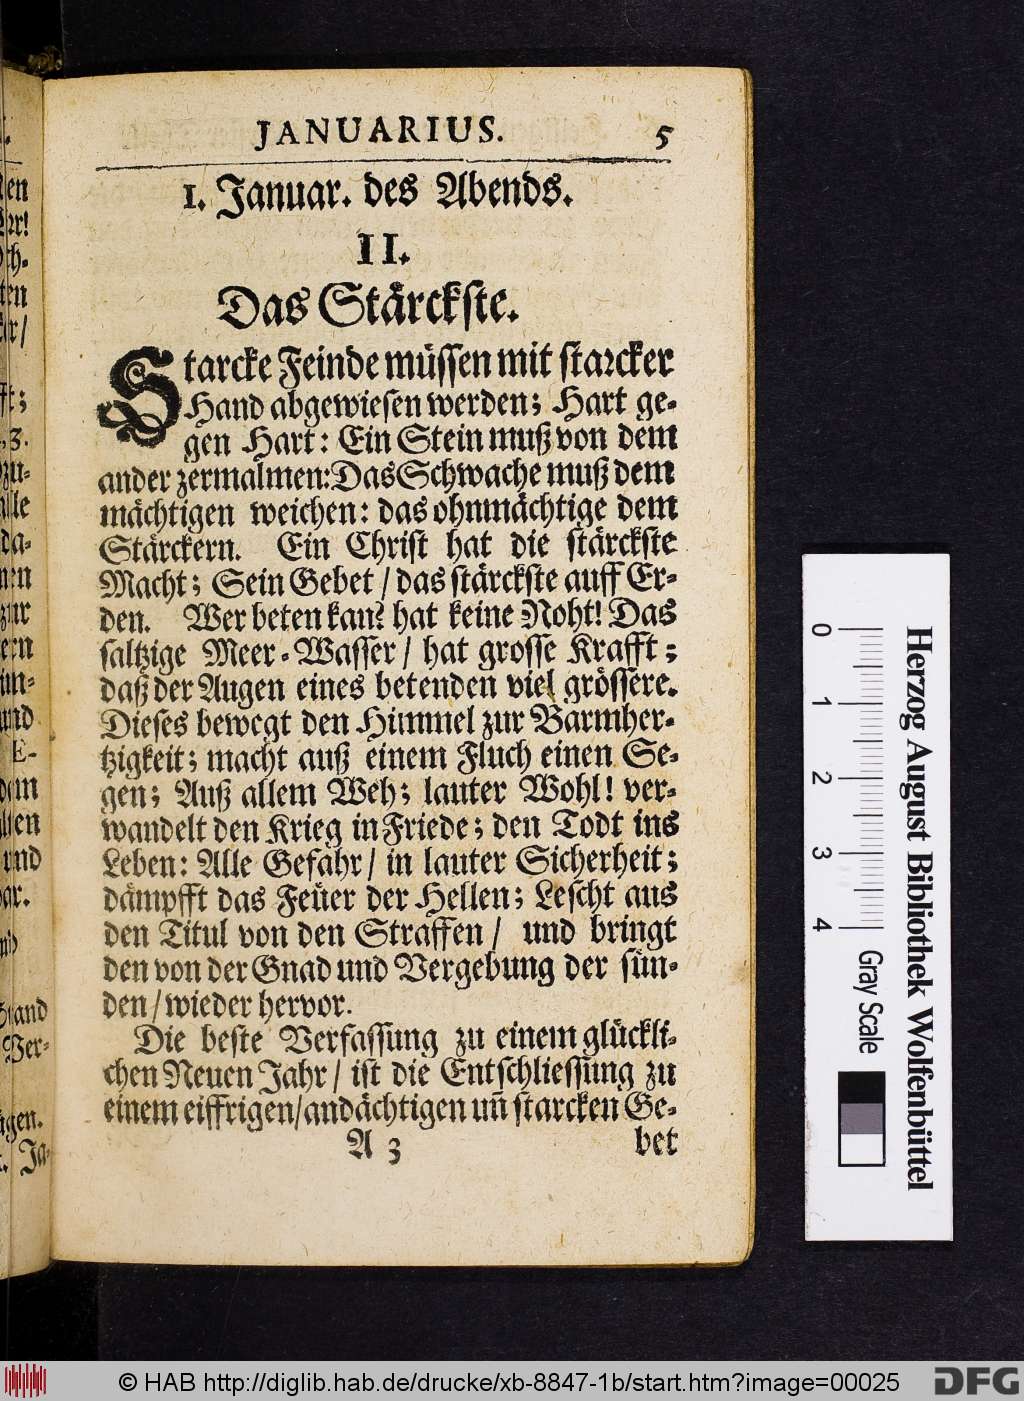 JANUARIUS. 5
1. Januar. des Abends.
II.
Das Stärckste.
Starcke Feinde müssen mit starcker
Hand abgewiesen werden; Hart ge-
gen Hart: Ein Stein muß von dem
ander zermalmen: Das Schwache muß dem
mächtigen weichen: das ohnmächtige dem
Stärckern. Ein Christ hat die stärckste
Macht; Sein Gebet / das stärckste auff Er-
den. Wer beten kan? hat keine Noht! Das
saltzige Meer-Wasser / hat grosse Krafft;
daß der Augen eines betenden viel grössere.
Dieses bewegt den Himmel zur Barmher-
tzigkeit; macht auß einem Fluch einen Se-
gen; Auß allem Weh; lauter Wohl! ver-
wandelt den Krieg in Friede; den Todt ins
Leben: Alle Gefahr / in lauter Sicherheit;
dämpfft das Feüer der Hellen; Lescht aus
den Titul von den Straffen / und bringt
den von der Gnad und Vergebung der sün-
den / wieder hervor.
Die beste Verfassung zu einem glückli-
chen Neuen Jahr / ist die Entschliessung zu
einem eiffrigen / andächtigen uñ starcken Ge-
A 3 bet
0 1 2 3 4
Gray Scale
Herzog August Bibliothek Wolfenbüttel
© HAB http://diglib.hab.de/drucke/xb-8847-1b/start.htm?image=00025
DFG